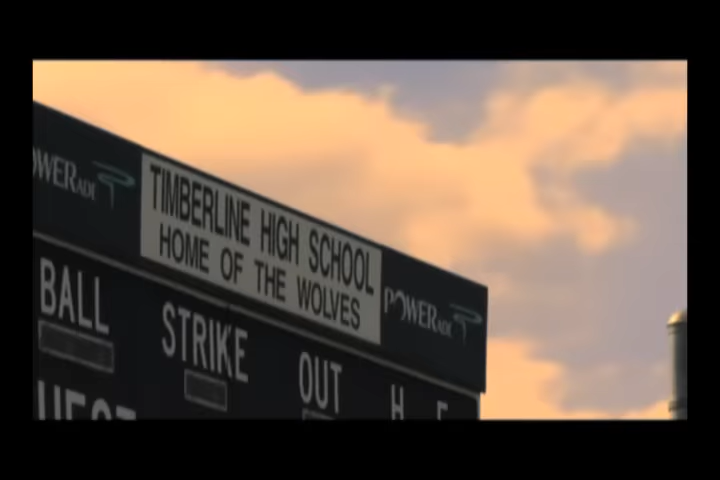 POWERADE
TIMBERLINE HIGH SCHOOL
HOME OF THE WOLVES
POWERADE
BALL
STRIKE
OUT
H E